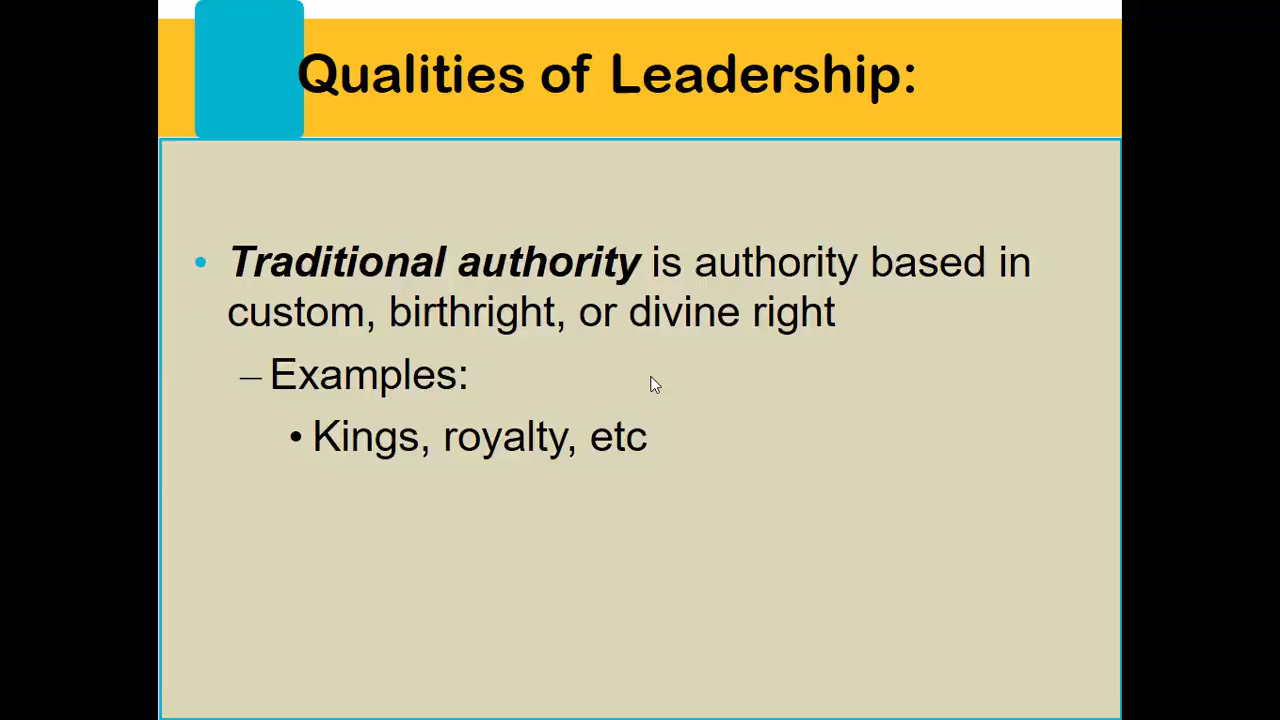 Qualities of Leadership:
• Traditional authority is authority based in
custom, birthright, or divine right
– Examples:
• Kings, royalty, etc